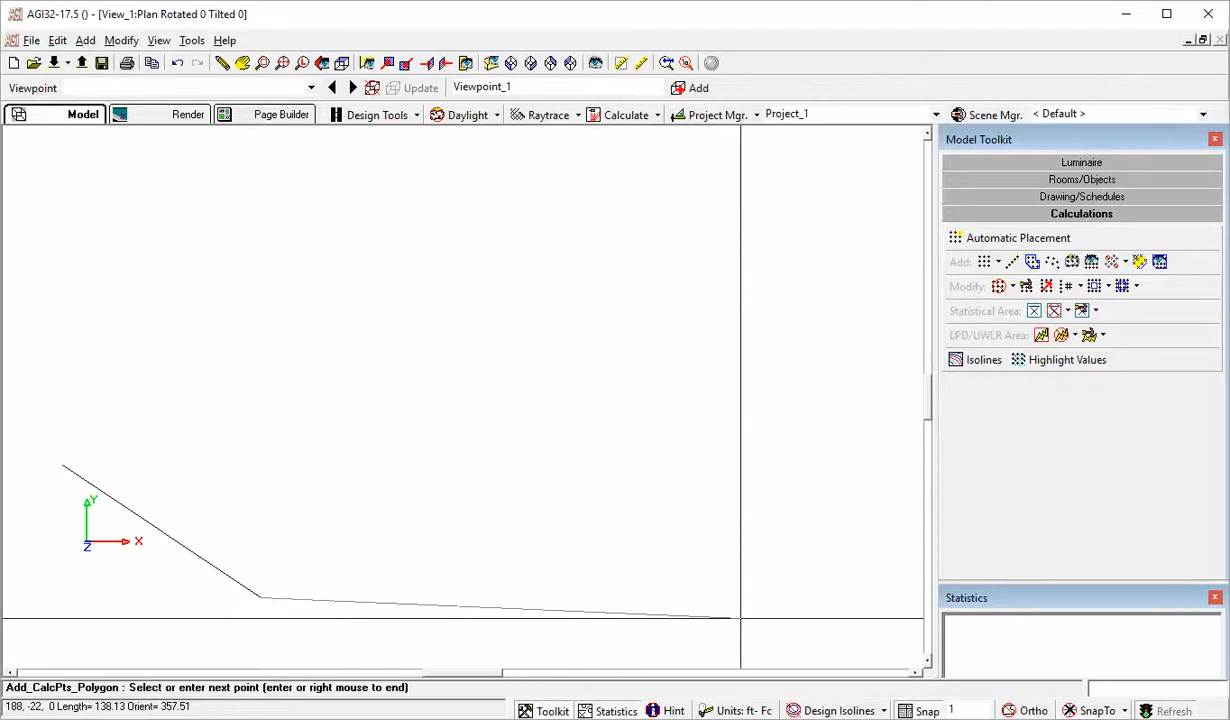 AGI32-17.5 () - [View_1:Plan Rotated 0 Tilted 0]
File Edit Add Modify View Tools Help
Viewpoint Update Viewpoint_1 Add
Model Render Page Builder Design Tools Daylight Raytrace Calculate Project Mgr. Project_1 Scene Mgr. < Default >
Model Toolkit
Luminaire
Rooms/Objects
Drawing/Schedules
Calculations
Automatic Placement
Add:
Modify:
Statistical Area:
LPD/UWLR Area:
Isolines Highlight Values
Y
X
Z
Statistics
Add_CalcPts_Polygon : Select or enter next point (enter or right mouse to end)
188, -22, 0 Length= 138.13 Orient= 357.51 Toolkit Statistics Hint Units: ft- Fc Design Isolines Snap 1 Ortho SnapTo Refresh